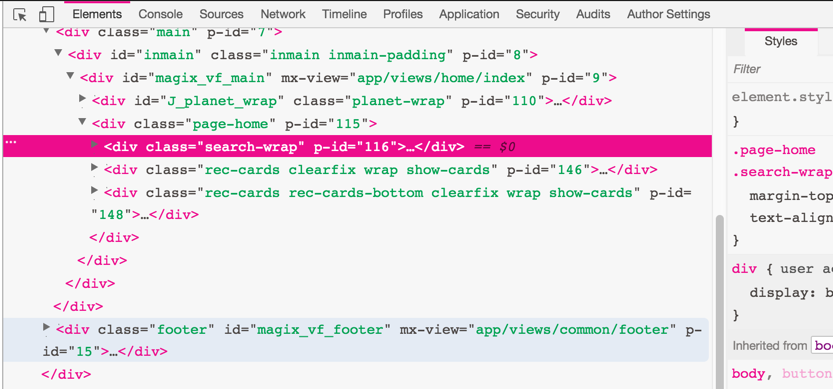 Elements Console Sources Network Timeline Profiles Application Security Audits Author Settings
<div class="main" p-id="7">
<div id="inmain" class="inmain inmain-padding" p-id="8">
<div id="magix_vf_main" mx-view="app/views/home/index" p-id="9">
<div id="J_planet_wrap" class="planet-wrap" p-id="110">…</div>
<div class="page-home" p-id="115">
… <div class="search-wrap" p-id="116">…</div> == $0
<div class="rec-cards clearfix wrap show-cards" p-id="146">…</div>
<div class="rec-cards rec-cards-bottom clearfix wrap show-cards" p-id=
"148">…</div>
</div>
</div>
</div>
</div>
<div class="footer" id="magix_vf_footer" mx-view="app/views/common/footer" p-
id="15">…</div>
</div>
Styles
Filter
element.styl
}
.page-home
.search-wrap
margin-top
text-align
}
div { user a
display: b
}
Inherited from bo
body, button